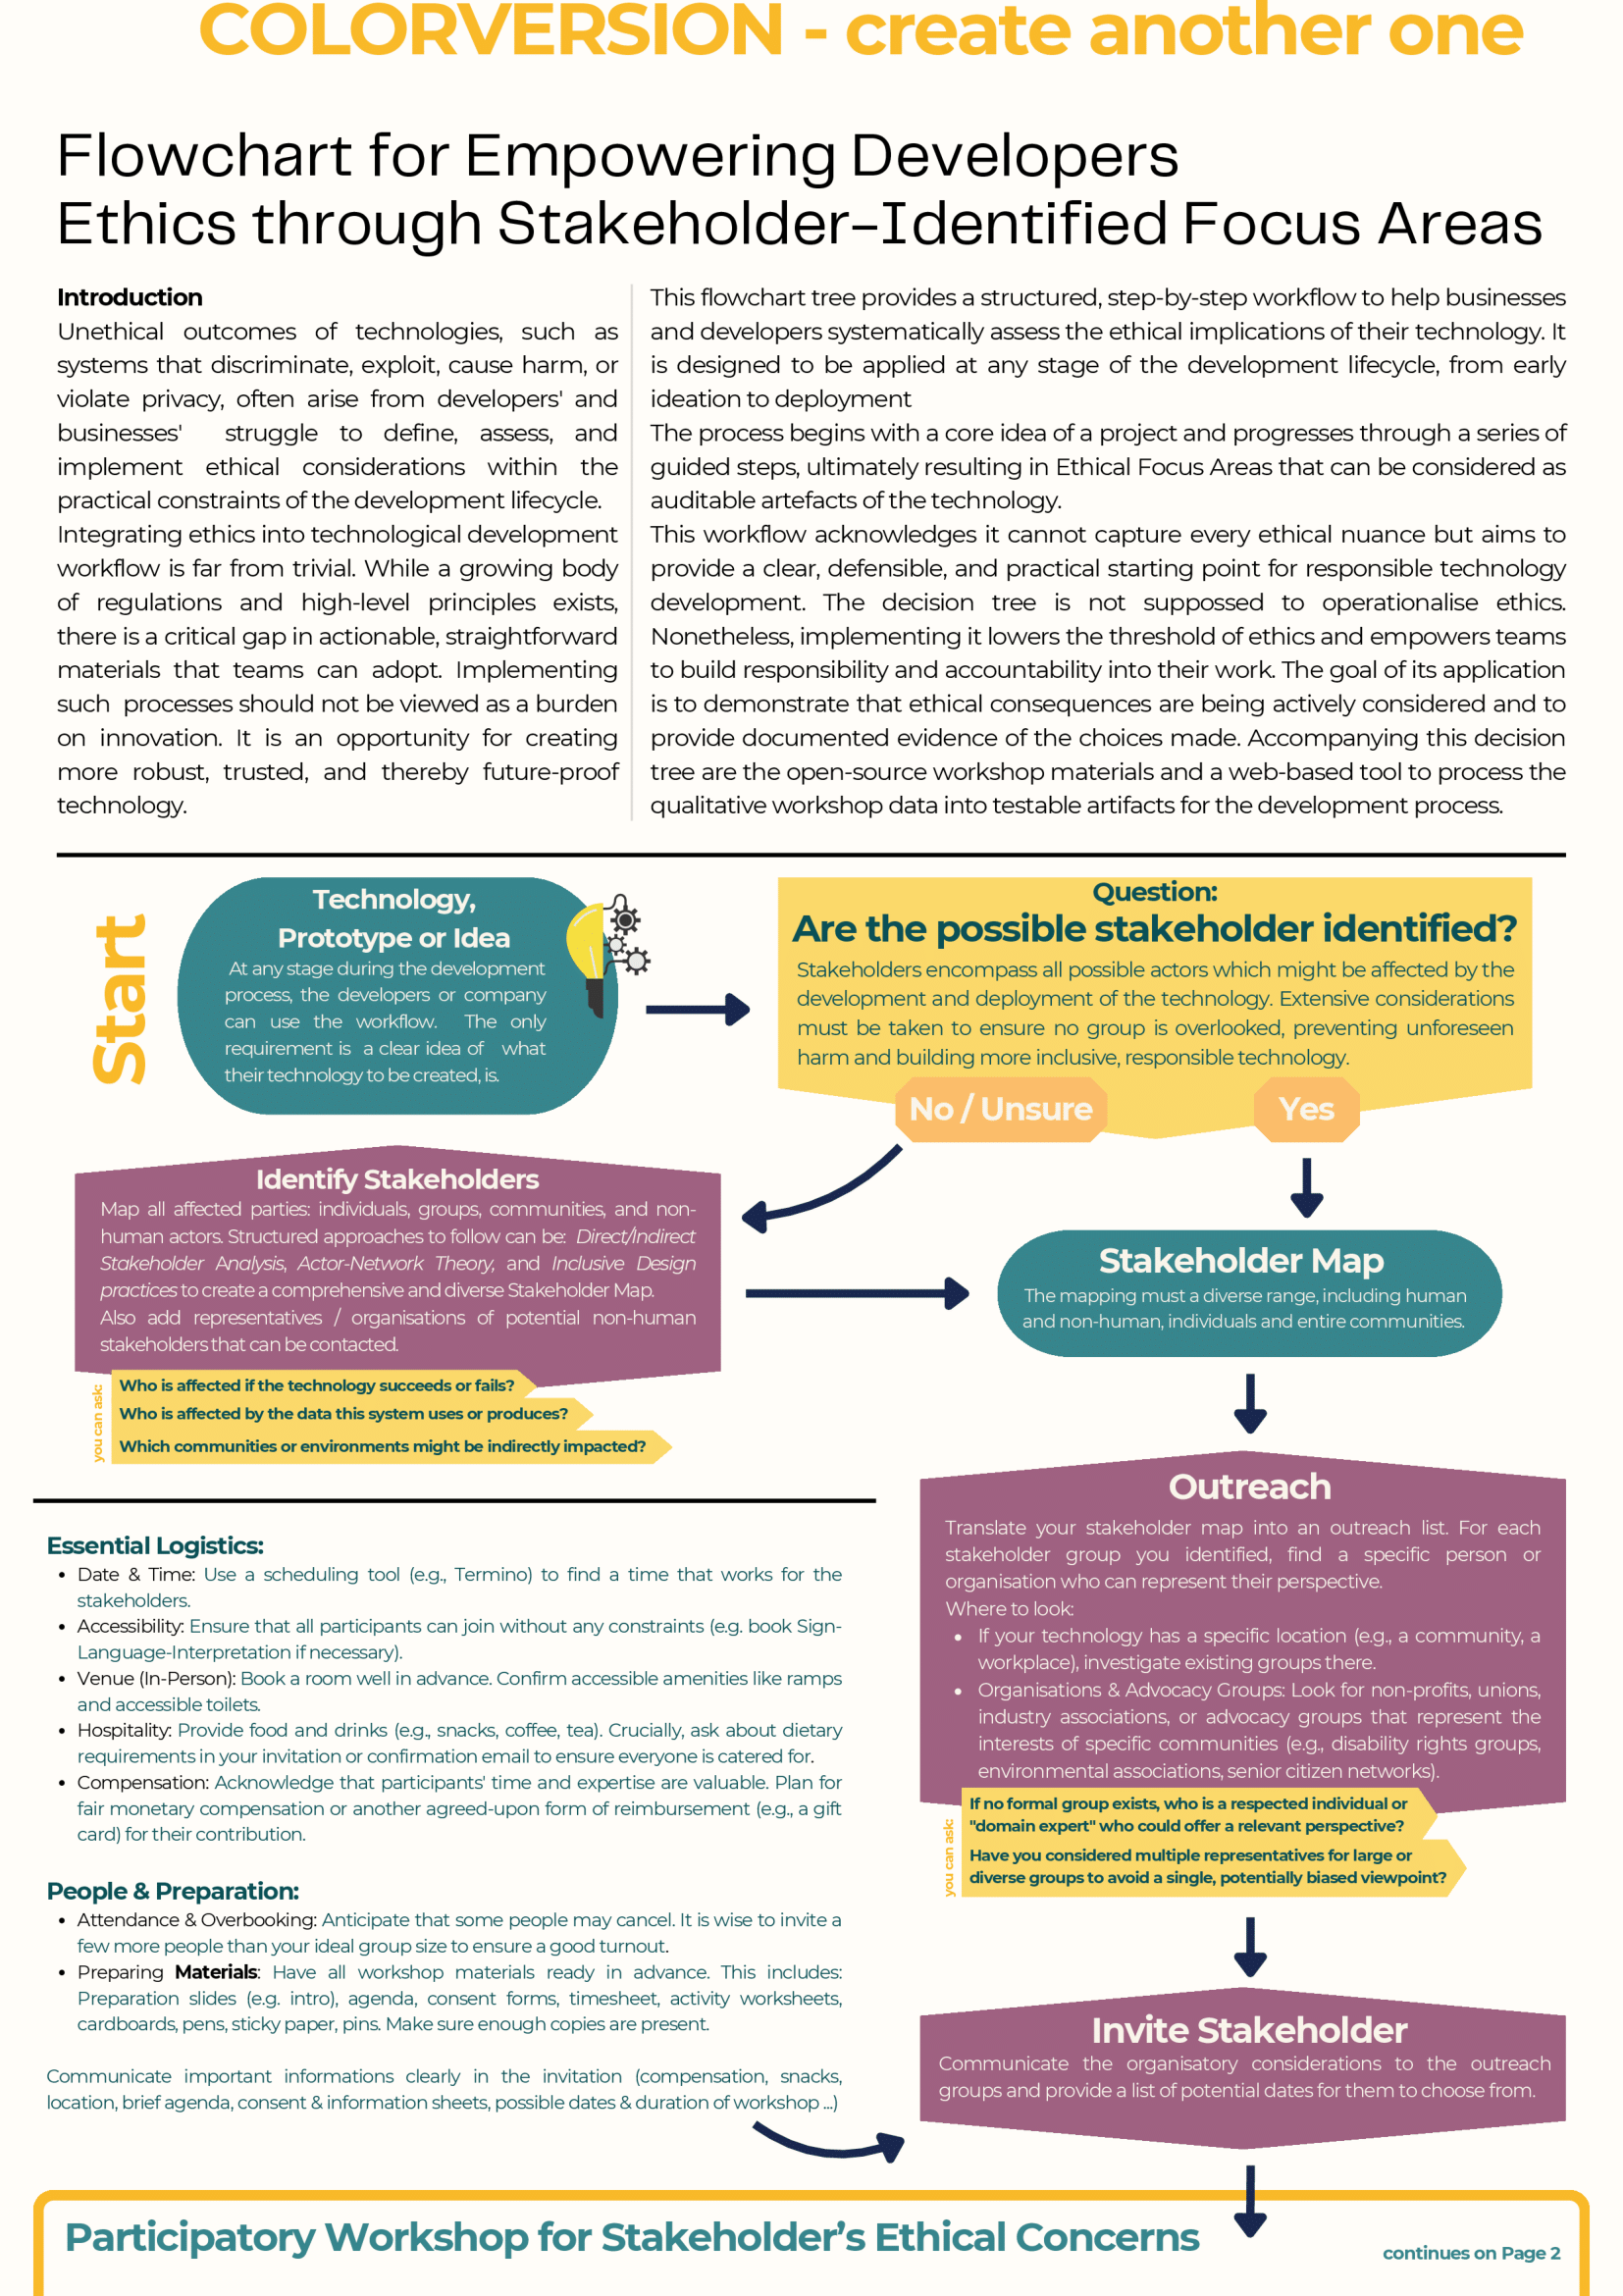 COLORVERSION - create another one
Flowchart for Empowering Developers
Ethics through Stakeholder-Identified Focus Areas
Introduction
Unethical outcomes of technologies, such as
systems that discriminate, exploit, cause harm, or
violate privacy, often arise from developers' and
businesses' struggle to define, assess, and
implement ethical considerations within the
practical constraints of the development lifecycle.
Integrating ethics into technological development
workflow is far from trivial. While a growing body
of regulations and high-level principles exists,
there is a critical gap in actionable, straightforward
materials that teams can adopt. Implementing
such processes should not be viewed as a burden
on innovation. It is an opportunity for creating
more robust, trusted, and thereby future-proof
technology.
This flowchart tree provides a structured, step-by-step workflow to help businesses
and developers systematically assess the ethical implications of their technology. It
is designed to be applied at any stage of the development lifecycle, from early
ideation to deployment
The process begins with a core idea of a project and progresses through a series of
guided steps, ultimately resulting in Ethical Focus Areas that can be considered as
auditable artefacts of the technology.
This workflow acknowledges it cannot capture every ethical nuance but aims to
provide a clear, defensible, and practical starting point for responsible technology
development. The decision tree is not suppossed to operationalise ethics.
Nonetheless, implementing it lowers the threshold of ethics and empowers teams
to build responsibility and accountability into their work. The goal of its application
is to demonstrate that ethical consequences are being actively considered and to
provide documented evidence of the choices made. Accompanying this decision
tree are the open-source workshop materials and a web-based tool to process the
qualitative workshop data into testable artifacts for the development process.
Start
Technology,
Prototype or Idea
At any stage during the development
process, the developers or company
can use the workflow. The only
requirement is a clear idea of what
their technology to be created, is.
Question:
Are the possible stakeholder identified?
Stakeholders encompass all possible actors which might be affected by the
development and deployment of the technology. Extensive considerations
must be taken to ensure no group is overlooked, preventing unforeseen
harm and building more inclusive, responsible technology.
No / Unsure
Yes
Identify Stakeholders
Map all affected parties: individuals, groups, communities, and non-
human actors. Structured approaches to follow can be: Direct/Indirect
Stakeholder Analysis, Actor-Network Theory, and Inclusive Design
practices to create a comprehensive and diverse Stakeholder Map.
Also add representatives / organisations of potential non-human
stakeholders that can be contacted.
you can ask:
Who is affected if the technology succeeds or fails?
Who is affected by the data this system uses or produces?
Which communities or environments might be indirectly impacted?
Stakeholder Map
The mapping must a diverse range, including human
and non-human, individuals and entire communities.
Outreach
Translate your stakeholder map into an outreach list. For each
stakeholder group you identified, find a specific person or
organisation who can represent their perspective.
Where to look:
• If your technology has a specific location (e.g., a community, a
workplace), investigate existing groups there.
• Organisations & Advocacy Groups: Look for non-profits, unions,
industry associations, or advocacy groups that represent the
interests of specific communities (e.g., disability rights groups,
environmental associations, senior citizen networks).
you can ask:
If no formal group exists, who is a respected individual or
"domain expert" who could offer a relevant perspective?
Have you considered multiple representatives for large or
diverse groups to avoid a single, potentially biased viewpoint?
Essential Logistics:
• Date & Time: Use a scheduling tool (e.g., Termino) to find a time that works for the
stakeholders.
• Accessibility: Ensure that all participants can join without any constraints (e.g. book Sign-
Language-Interpretation if necessary).
• Venue (In-Person): Book a room well in advance. Confirm accessible amenities like ramps
and accessible toilets.
• Hospitality: Provide food and drinks (e.g., snacks, coffee, tea). Crucially, ask about dietary
requirements in your invitation or confirmation email to ensure everyone is catered for.
• Compensation: Acknowledge that participants' time and expertise are valuable. Plan for
fair monetary compensation or another agreed-upon form of reimbursement (e.g., a gift
card) for their contribution.
People & Preparation:
• Attendance & Overbooking: Anticipate that some people may cancel. It is wise to invite a
few more people than your ideal group size to ensure a good turnout.
• Preparing Materials: Have all workshop materials ready in advance. This includes:
Preparation slides (e.g. intro), agenda, consent forms, timesheet, activity worksheets,
cardboards, pens, sticky paper, pins. Make sure enough copies are present.
Communicate important informations clearly in the invitation (compensation, snacks,
location, brief agenda, consent & information sheets, possible dates & duration of workshop ...)
Invite Stakeholder
Communicate the organisatory considerations to the outreach
groups and provide a list of potential dates for them to choose from.
Participatory Workshop for Stakeholder’s Ethical Concerns
continues on Page 2